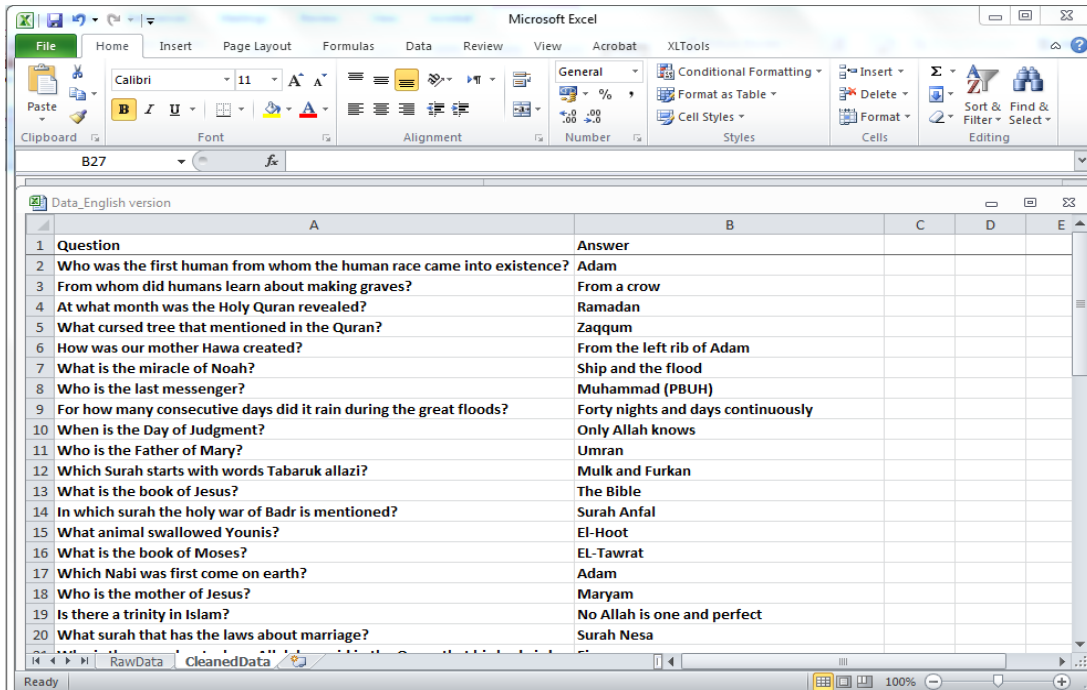 Microsoft Excel
File Home Insert Page Layout Formulas Data Review View Acrobat XLTools
Paste
Calibri 11 A A
General
Conditional Formatting
Format as Table
Cell Styles
Insert
Delete
Format
Sort & Filter
Find & Select
B I U A
% ,
Clipboard Font Alignment Number Styles Cells Editing
B27 fx
Data_English version
A B C D E
1 Question Answer
2 Who was the first human from whom the human race came into existence? Adam
3 From whom did humans learn about making graves? From a crow
4 At what month was the Holy Quran revealed? Ramadan
5 What cursed tree that mentioned in the Quran? Zaqqum
6 How was our mother Hawa created? From the left rib of Adam
7 What is the miracle of Noah? Ship and the flood
8 Who is the last messenger? Muhammad (PBUH)
9 For how many consecutive days did it rain during the great floods? Forty nights and days continuously
10 When is the Day of Judgment? Only Allah knows
11 Who is the Father of Mary? Umran
12 Which Surah starts with words Tabaruk allazi? Mulk and Furkan
13 What is the book of Jesus? The Bible
14 In which surah the holy war of Badr is mentioned? Surah Anfal
15 What animal swallowed Younis? El-Hoot
16 What is the book of Moses? EL-Tawrat
17 Which Nabi was first come on earth? Adam
18 Who is the mother of Jesus? Maryam
19 Is there a trinity in Islam? No Allah is one and perfect
20 What surah that has the laws about marriage? Surah Nesa
RawData CleanedData
Ready 100%